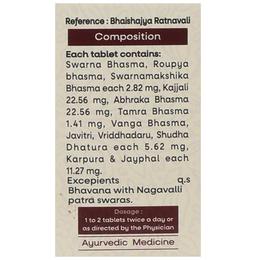 Reference : Bhaishajya Ratnavali
Composition
Each tablet contains:
Swarna Bhasma, Roupya
bhasma, Swarnamakshika
Bhasma each 2.82 mg, Kajjali
22.56 mg, Abhraka Bhasma
22.56 mg, Tamra Bhasma
1.41 mg, Vanga Bhasma,
Javitri, Vriddhadaru, Shudha
Dhatura each 5.62 mg,
Karpura & Jayphal each
11.27 mg.
Excepients q.s
Bhavana with Nagavalli
patra swaras.
Dosage :
1 to 2 tablets twice a day or
as directed by the Physician
Ayurvedic Medicine